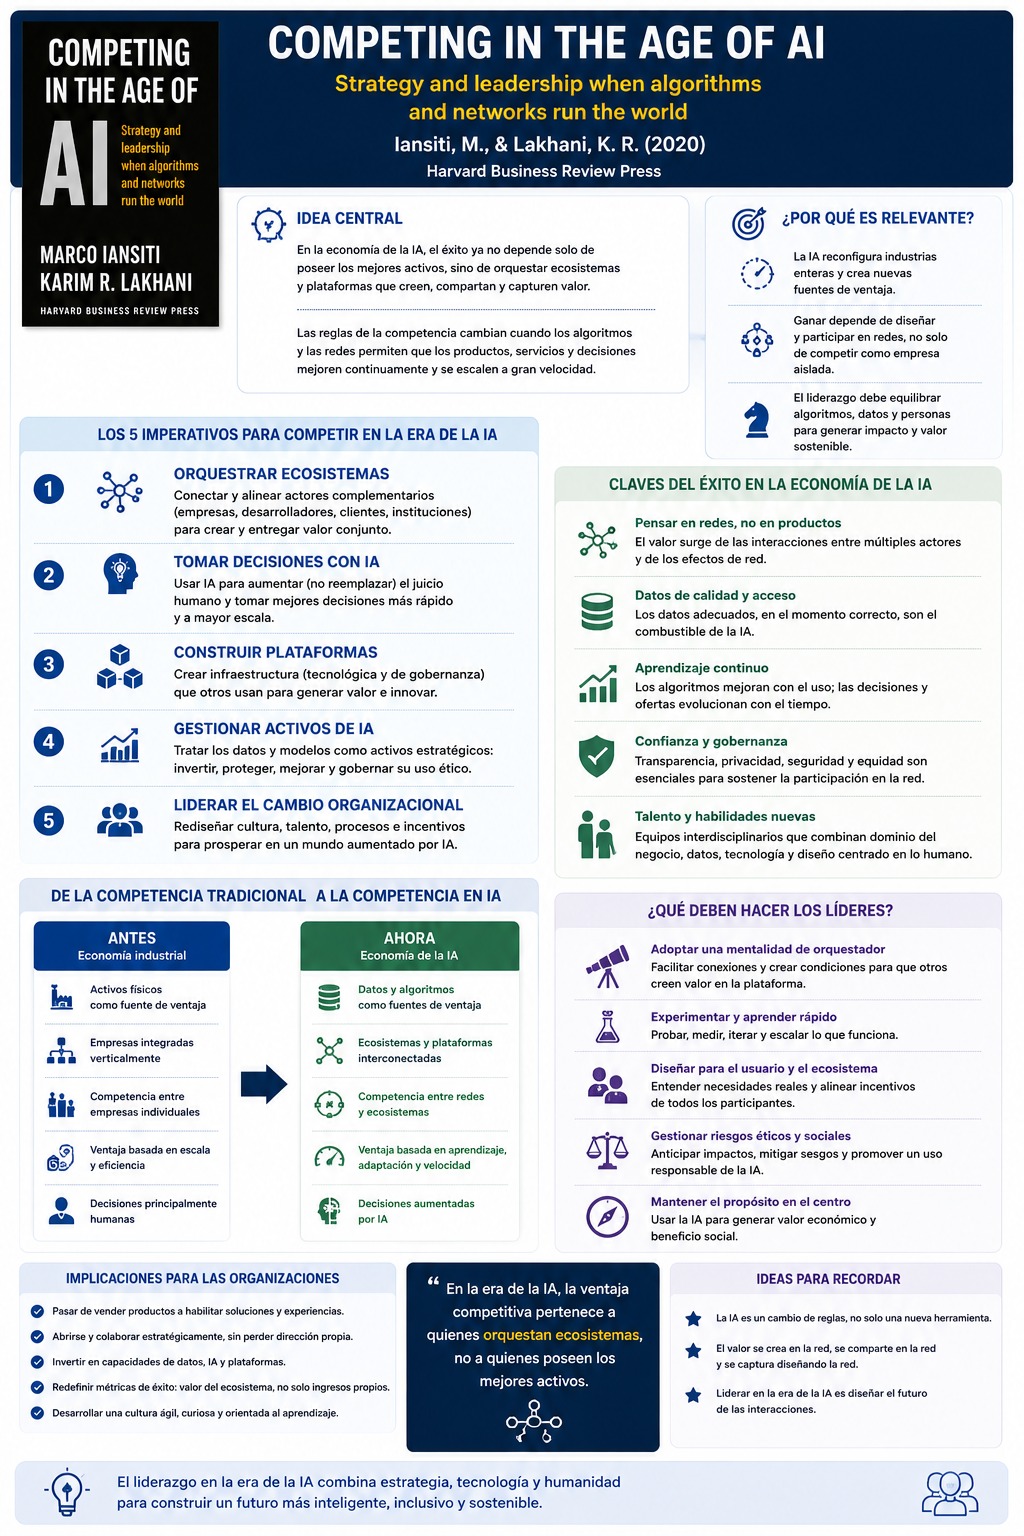 COMPETING
IN THE AGE OF
AI
Strategy and
leadership
when algorithms
and networks
run the world
MARCO IANSITI
KARIM R. LAKHANI
HARVARD BUSINESS REVIEW PRESS
COMPETING IN THE AGE OF AI
Strategy and leadership when algorithms
and networks run the world
Iansiti, M., & Lakhani, K. R. (2020)
Harvard Business Review Press
IDEA CENTRAL
En la economía de la IA, el éxito ya no depende solo de
poseer los mejores activos, sino de orquestar ecosistemas
y plataformas que creen, compartan y capturen valor.
Las reglas de la competencia cambian cuando los algoritmos
y las redes permiten que los productos, servicios y decisiones
mejoren continuamente y se escalen a gran velocidad.
¿POR QUÉ ES RELEVANTE?
La IA reconfigura industrias
enteras y crea nuevas
fuentes de ventaja.
Ganar depende de diseñar
y participar en redes, no solo
de competir como empresa
aislada.
El liderazgo debe equilibrar
algoritmos, datos y personas
para generar impacto y valor
sostenible.
LOS 5 IMPERATIVOS PARA COMPETIR EN LA ERA DE LA IA
1
ORQUESTRAR ECOSISTEMAS
Conectar y alinear actores complementarios
(empresas, desarrolladores, clientes, instituciones)
para crear y entregar valor conjunto.
2
TOMAR DECISIONES CON IA
Usar IA para aumentar (no reemplazar) el juicio
humano y tomar mejores decisiones más rápido
y a mayor escala.
3
CONSTRUIR PLATAFORMAS
Crear infraestructura (tecnológica y de gobernanza)
que otros usan para generar valor e innovar.
4
GESTIONAR ACTIVOS DE IA
Tratar los datos y modelos como activos estratégicos:
invertir, proteger, mejorar y gobernar su uso ético.
5
LIDERAR EL CAMBIO ORGANIZACIONAL
Rediseñar cultura, talento, procesos e incentivos
para prosperar en un mundo aumentado por IA.
CLAVES DEL ÉXITO EN LA ECONOMÍA DE LA IA
Pensar en redes, no en productos
El valor surge de las interacciones entre múltiples actores
y de los efectos de red.
Datos de calidad y acceso
Los datos adecuados, en el momento correcto, son el
combustible de la IA.
Aprendizaje continuo
Los algoritmos mejoran con el uso; las decisiones y
ofertas evolucionan con el tiempo.
Confianza y gobernanza
Transparencia, privacidad, seguridad y equidad son
esenciales para sostener la participación en la red.
Talento y habilidades nuevas
Equipos interdisciplinarios que combinan dominio del
negocio, datos, tecnología y diseño centrado en lo humano.
DE LA COMPETENCIA TRADICIONAL A LA COMPETENCIA EN IA
ANTES
Economía industrial
Activos físicos
como fuente de ventaja
Empresas integradas
verticalmente
Competencia entre
empresas individuales
Ventaja basada en escala
y eficiencia
Decisiones principalmente
humanas
AHORA
Economía de la IA
Datos y algoritmos
como fuentes de ventaja
Ecosistemas y plataformas
interconectadas
Competencia entre redes
y ecosistemas
Ventaja basada en aprendizaje,
adaptación y velocidad
Decisiones aumentadas
por IA
¿QUÉ DEBEN HACER LOS LÍDERES?
Adoptar una mentalidad de orquestador
Facilitar conexiones y crear condiciones para que otros
creen valor en la plataforma.
Experimentar y aprender rápido
Probar, medir, iterar y escalar lo que funciona.
Diseñar para el usuario y el ecosistema
Entender necesidades reales y alinear incentivos
de todos los participantes.
Gestionar riesgos éticos y sociales
Anticipar impactos, mitigar sesgos y promover un uso
responsable de la IA.
Mantener el propósito en el centro
Usar la IA para generar valor económico y
beneficio social.
IMPLICACIONES PARA LAS ORGANIZACIONES
Pasar de vender productos a habilitar soluciones y experiencias.
Abrirse y colaborar estratégicamente, sin perder dirección propia.
Invertir en capacidades de datos, IA y plataformas.
Redefinir métricas de éxito: valor del ecosistema, no solo ingresos propios.
Desarrollar una cultura ágil, curiosa y orientada al aprendizaje.
“ En la era de la IA, la ventaja
competitiva pertenece a
quienes orquestan ecosistemas,
no a quienes poseen los
mejores activos.
IDEAS PARA RECORDAR
La IA es un cambio de reglas, no solo una nueva herramienta.
El valor se crea en la red, se comparte en la red
y se captura diseñando la red.
Liderar en la era de la IA es diseñar el futuro
de las interacciones.
El liderazgo en la era de la IA combina estrategia, tecnología y humanidad
para construir un futuro más inteligente, inclusivo y sostenible.